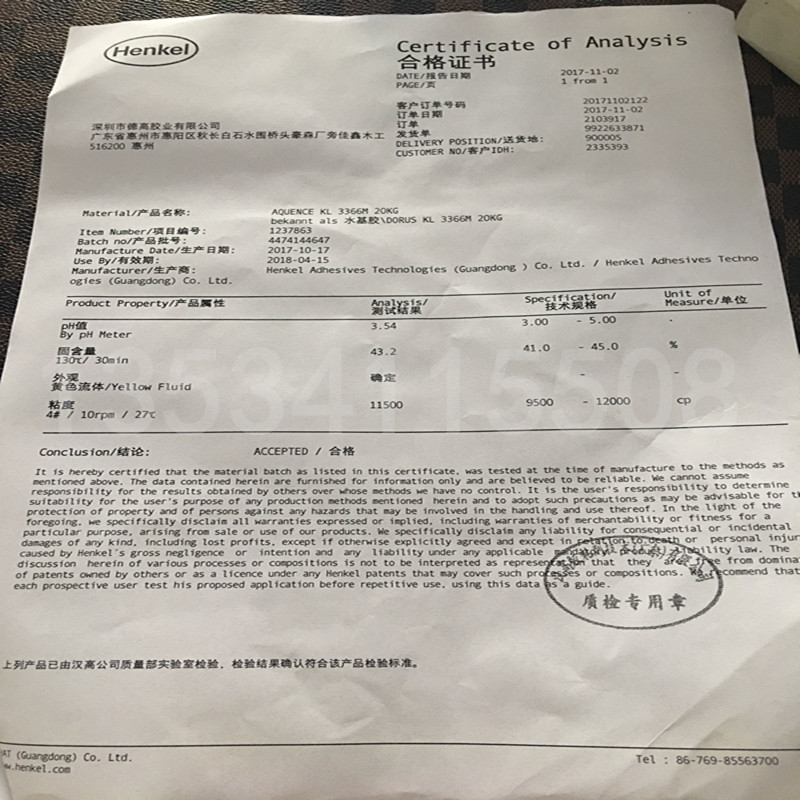 Henkel
Certificate of Analysis
合格证书
DATE/报告日期 2017-11-02
PAGE/页 1 from 1
客户订单号码 20171102122
订单日期 2017-11-02
订单 2103917
发货单 9922633871
DELIVERY POSITION/送货地: 900005
CUSTOMER NO/客户IDH: 2335393
深圳市德高胶业有限公司
广东省惠州市惠阳区秋长白石水围桥头豪森厂旁佳鑫木工
516200 惠州
Material/产品名称: AQUENCE KL 3366M 20KG
bekannt als 水基胶\DORUS KL 3366M 20KG
Item Number/项目编号: 1237863
Batch no/产品批号: 4474144647
Manufacture Date/生产日期: 2017-10-17
Use By/有效期: 2018-04-15
Manufacturer/生产商: Henkel Adhesives Technologies (Guangdong ) Co. Ltd. / Henkel Adhesives Techno
ogies (Guangdong) Co. Ltd.
Product Property/产品属性 Analysis/测试结果 Specification/技术规格 Unit of Measure/单位
pH值 3.54 3.00 - 5.00 .
By pH Meter
固含量 43.2 41.0 - 45.0 %
130℃/ 30min
外观 确定 - -
黄色流体/Yellow Fluid
粘度 11500 9500 - 12000 cp
4# / 10rpm / 27℃
Conclusion/结论: ACCEPTED / 合格
It is hereby certified that the material batch as listed in this certificate, was tested at the time of manufacture to the methods as
mentioned above. The data contained herein are furnished for information only and are believed to be reliable. We cannot assume
responsibility for the results obtained by others over whose methods we have no control. It is the user's responsibility to determine
suitability for the user's purpose of any production methods mentioned herein and to adopt such precautions as may be advisable for t
protection of property and of persons against any hazards that may be involved in the handling and use thereof. In the light of the
foregoing, we specifically disclaim all warranties expressed or implied, including warranties of merchantability or fitness for a
particular purpose, arising from sale or use of our products. We specifically disclaim any liability for consequential or incidental
damages of any kind, including lost profits, except if otherwise explicitly agreed and except in relation to death or personal injur
caused by Henkel's gross negligence or intention and any liability under any applicable product liability law. The
discussion herein of various processes or compositions is not to be interpreted as representation that they are free from domina
of patents owned by others or as a licence under any Henkel patents that may cover such processes or compositions. We recommend that
each prospective user test his proposed application before repetitive use, using this data as a guide.
质检专用章
上列产品已由汉高公司质量部实验室检验，检验结果确认符合该产品检验标准。
(Guangdong) Co. Ltd.
w.henkel.com
Tel : 86-769-85563700